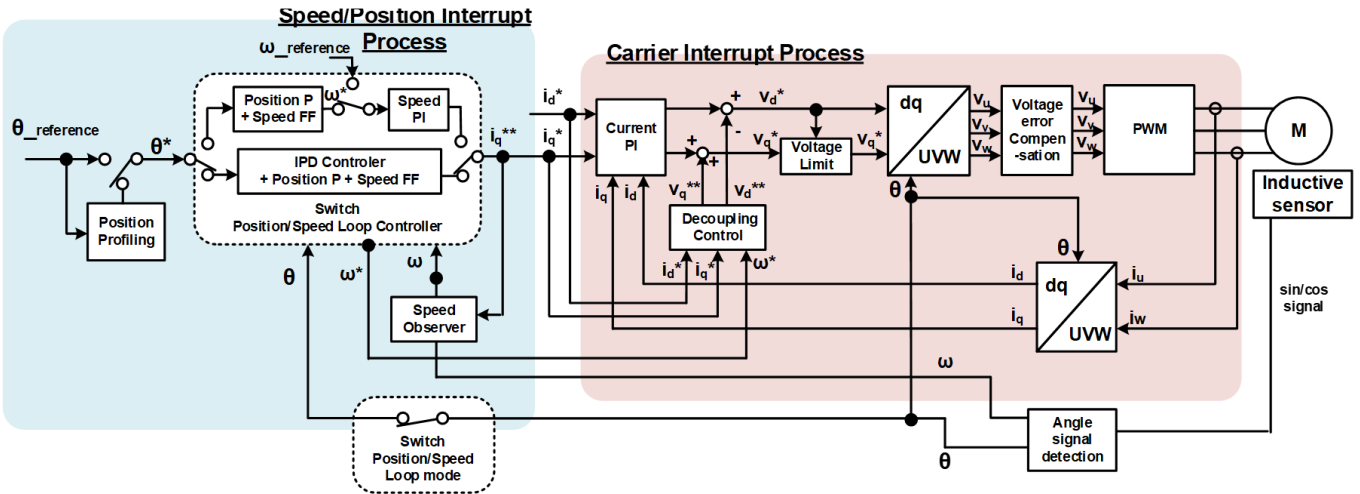 Speed/Position Interrupt
Process
Carrier Interrupt Process
ω_reference
θ_reference
θ*
Position P
+ Speed FF
ω*
Speed
PI
IPD Controler
+ Position P + Speed FF
Switch
Position/Speed Loop Controller
Position
Profiling
iq**
id*
iq*
Current
PI
iq
id
+
-
+
+
vd*
vq*
vq**
vd**
Voltage
Limit
vq*
Decoupling
Control
id*
iq*
ω*
dq
UVW
θ
vu
vv
vw
Voltage
error
Compen
-sation
vu
vv
vw
PWM
M
Inductive
sensor
sin/cos
signal
θ
dq
UVW
id
iq
iu
iw
θ
ω*
ω
Speed
Observer
ω
Switch
Position/Speed
Loop mode
θ
Angle
signal
detection